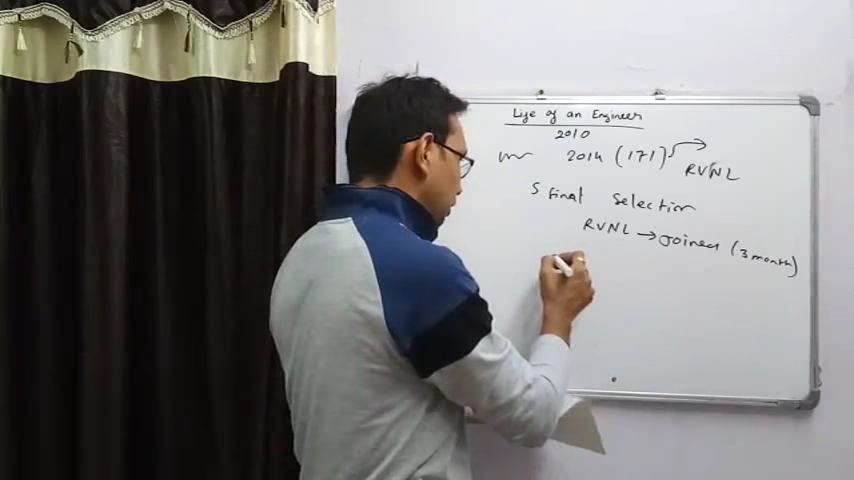 Life of an Engineer
2010
2014 (171) → RVNL
5 final selection
RVNL → Joined (3 month)